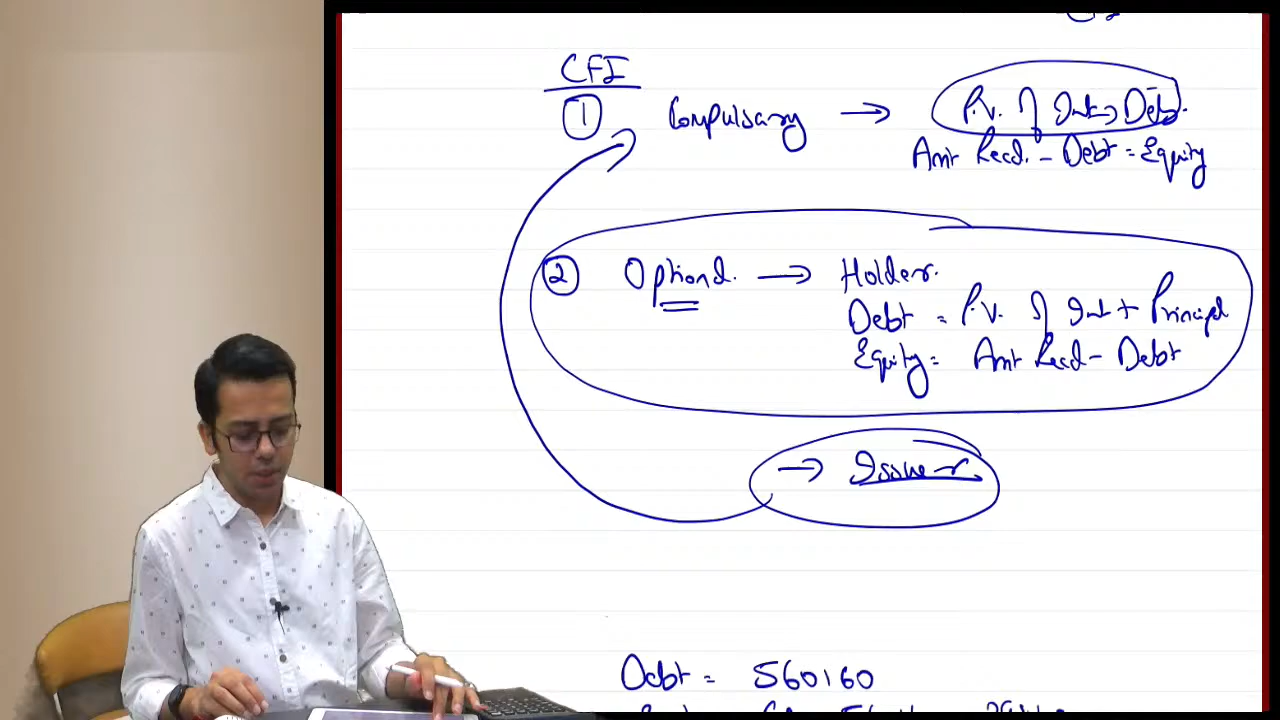 CFI
① Compulsary → P.V. of Int → Debt.
Amt Recd. - Debt = Equity
② Optional. → Holder.
Debt = P.V. of Int + Principal
Equity = Amt Recd - Debt
→ Issuer
Debt = 560160